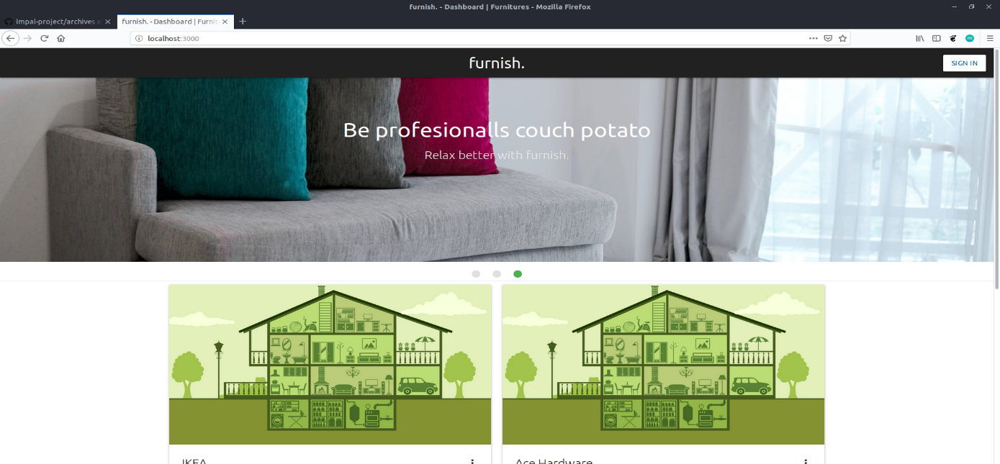 furnish. - Dashboard | Furnitures - Mozilla Firefox
impal-project/archives a
furnish. - Dashboard | Furnit
localhost:3000
furnish.
SIGN IN
Be profesionalls couch potato
Relax better with furnish.
IKEA
Ace Hardware